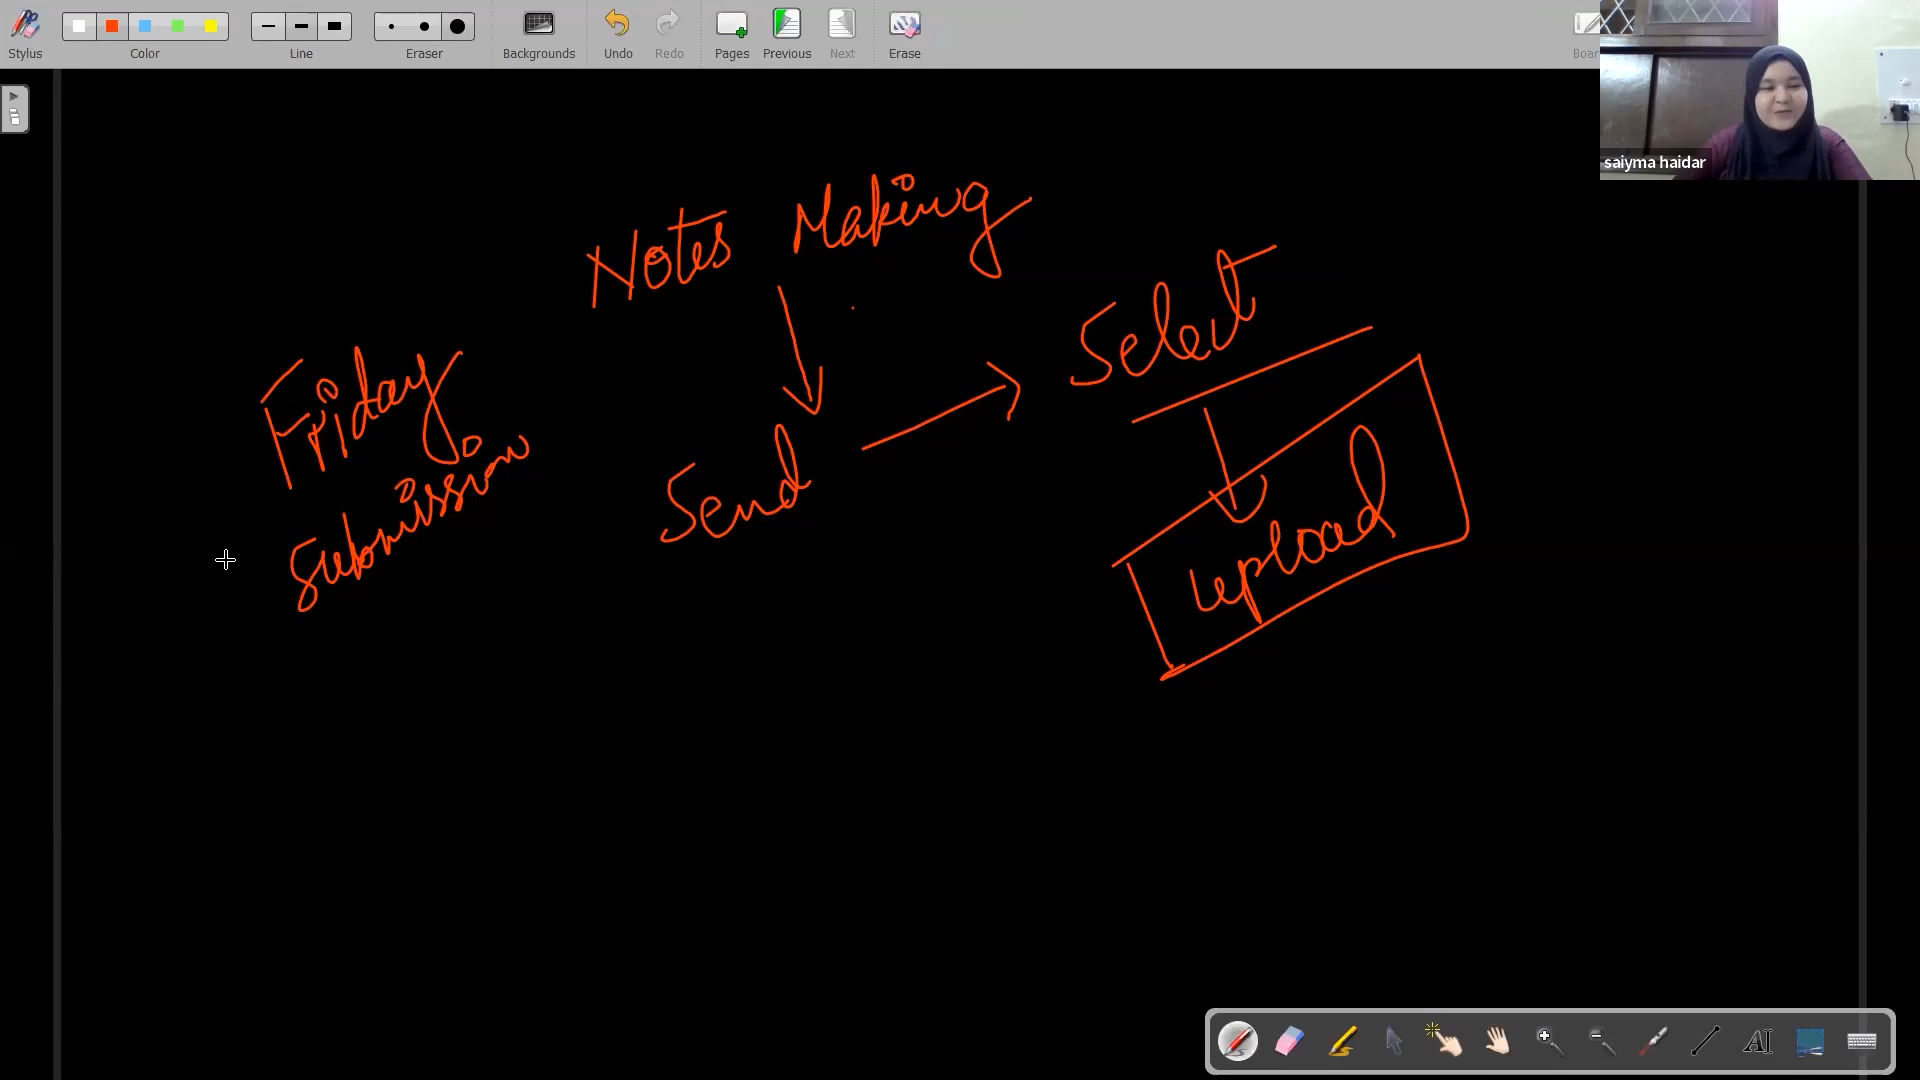 Stylus
Color
Line
Eraser
Backgrounds
Undo
Redo
Pages
Previous
Next
Erase
saiyma haidar
Notes Making
Select
Friday
Submission
Send
upload
AI